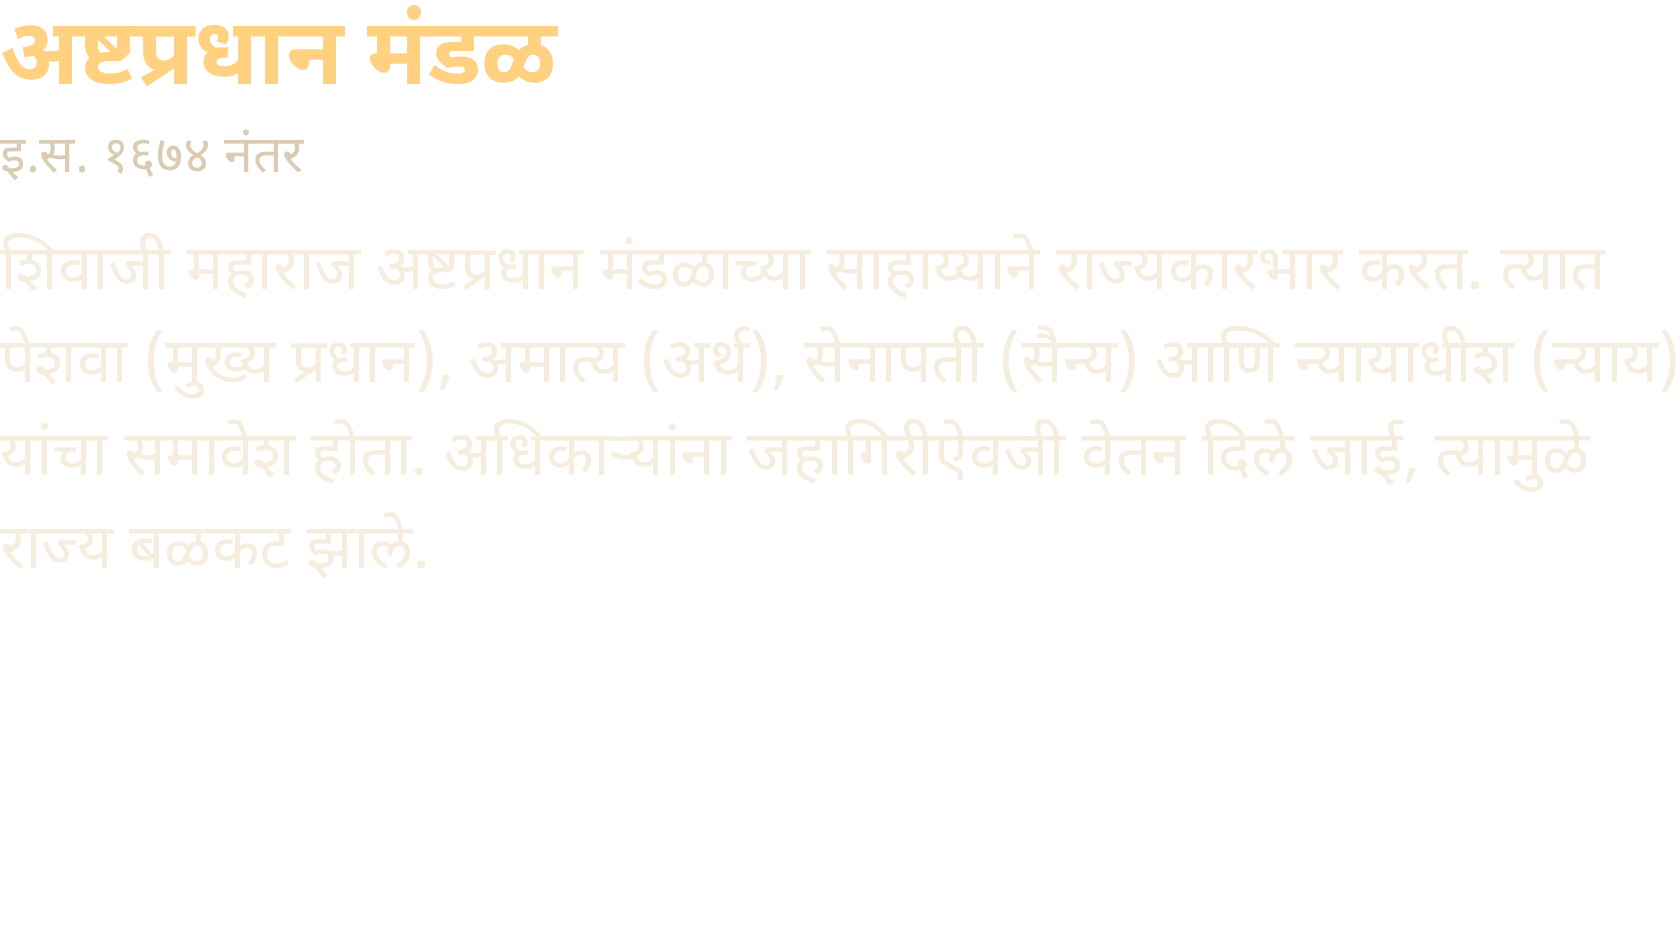 अष्टप्रधान मंडळ
इ.स. १६७४ नंतर
शिवाजी महाराज अष्टप्रधान मंडळाच्या साहाय्याने राज्यकारभार करत. त्यात
पेशवा (मुख्य प्रधान), अमात्य (अर्थ), सेनापती (सैन्य) आणि न्यायाधीश (न्याय)
यांचा समावेश होता. अधिकाऱ्यांना जहागिरीऐवजी वेतन दिले जाई, त्यामुळे
राज्य बळकट झाले.